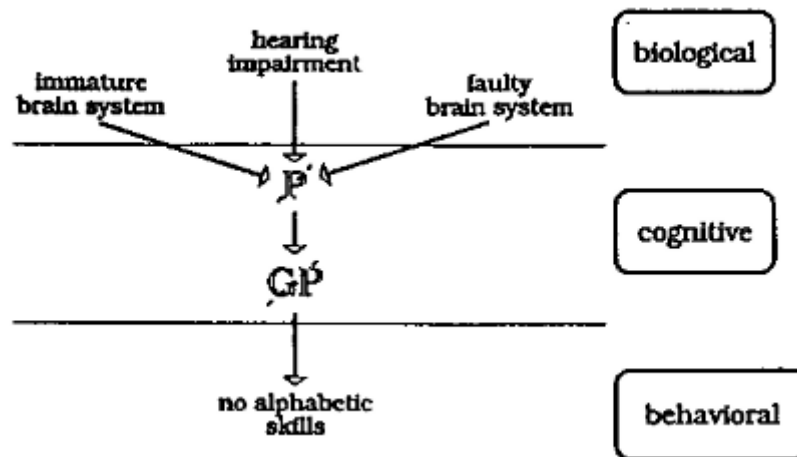 hearing
impairment
immature
brain system
faulty
brain system
biological
P
GP
cognitive
no alphabetic
skills
behavioral